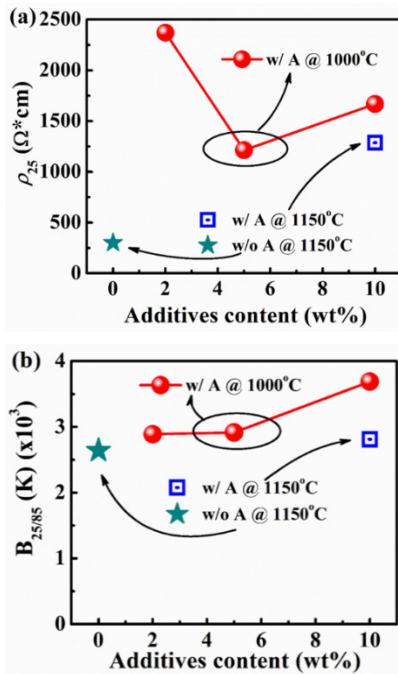 (a)
2500
2000
1500
1000
500
0
ρ25 (Ω*cm)
w/ A @ 1000°C
w/ A @ 1150°C
w/o A @ 1150°C
0 2 4 6 8 10
Additives content (wt%)
(b)
4
3
2
1
0
B25/85 (K) (x10³)
w/ A @ 1000°C
w/ A @ 1150°C
w/o A @ 1150°C
0 2 4 6 8 10
Additives content (wt%)